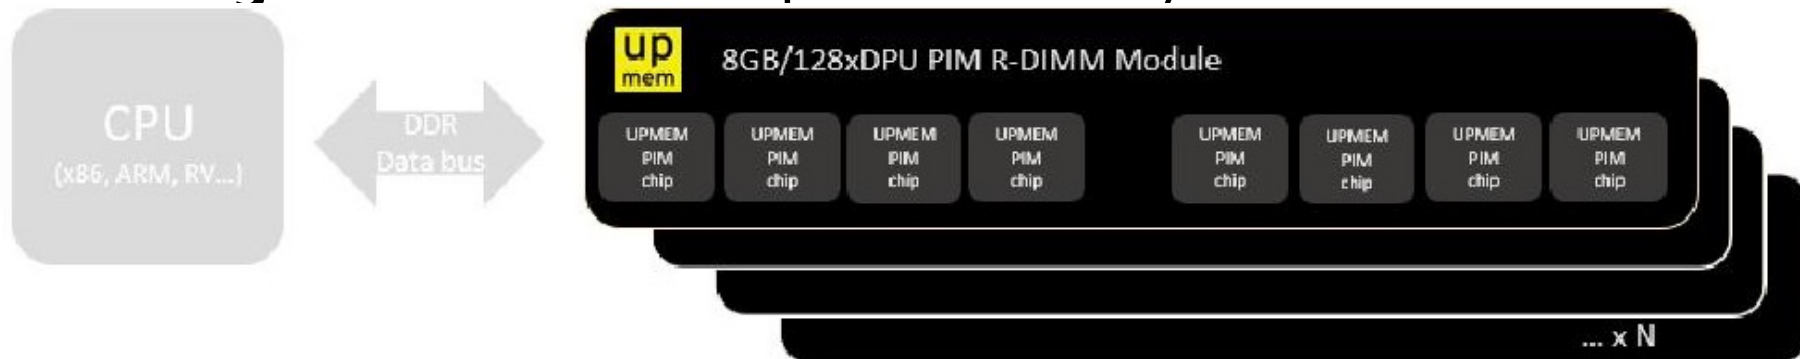 CPU
(x86, ARM, RV...)
DDR
Data bus
up
mem
8GB/128xDPU PIM R-DIMM Module
UPMEM
PIM
chip
UPMEM
PIM
chip
UPMEM
PIM
chip
UPMEM
PIM
chip
UPMEM
PIM
chip
UPMEM
PIM
chip
UPMEM
PIM
chip
UPMEM
PIM
chip
... x N